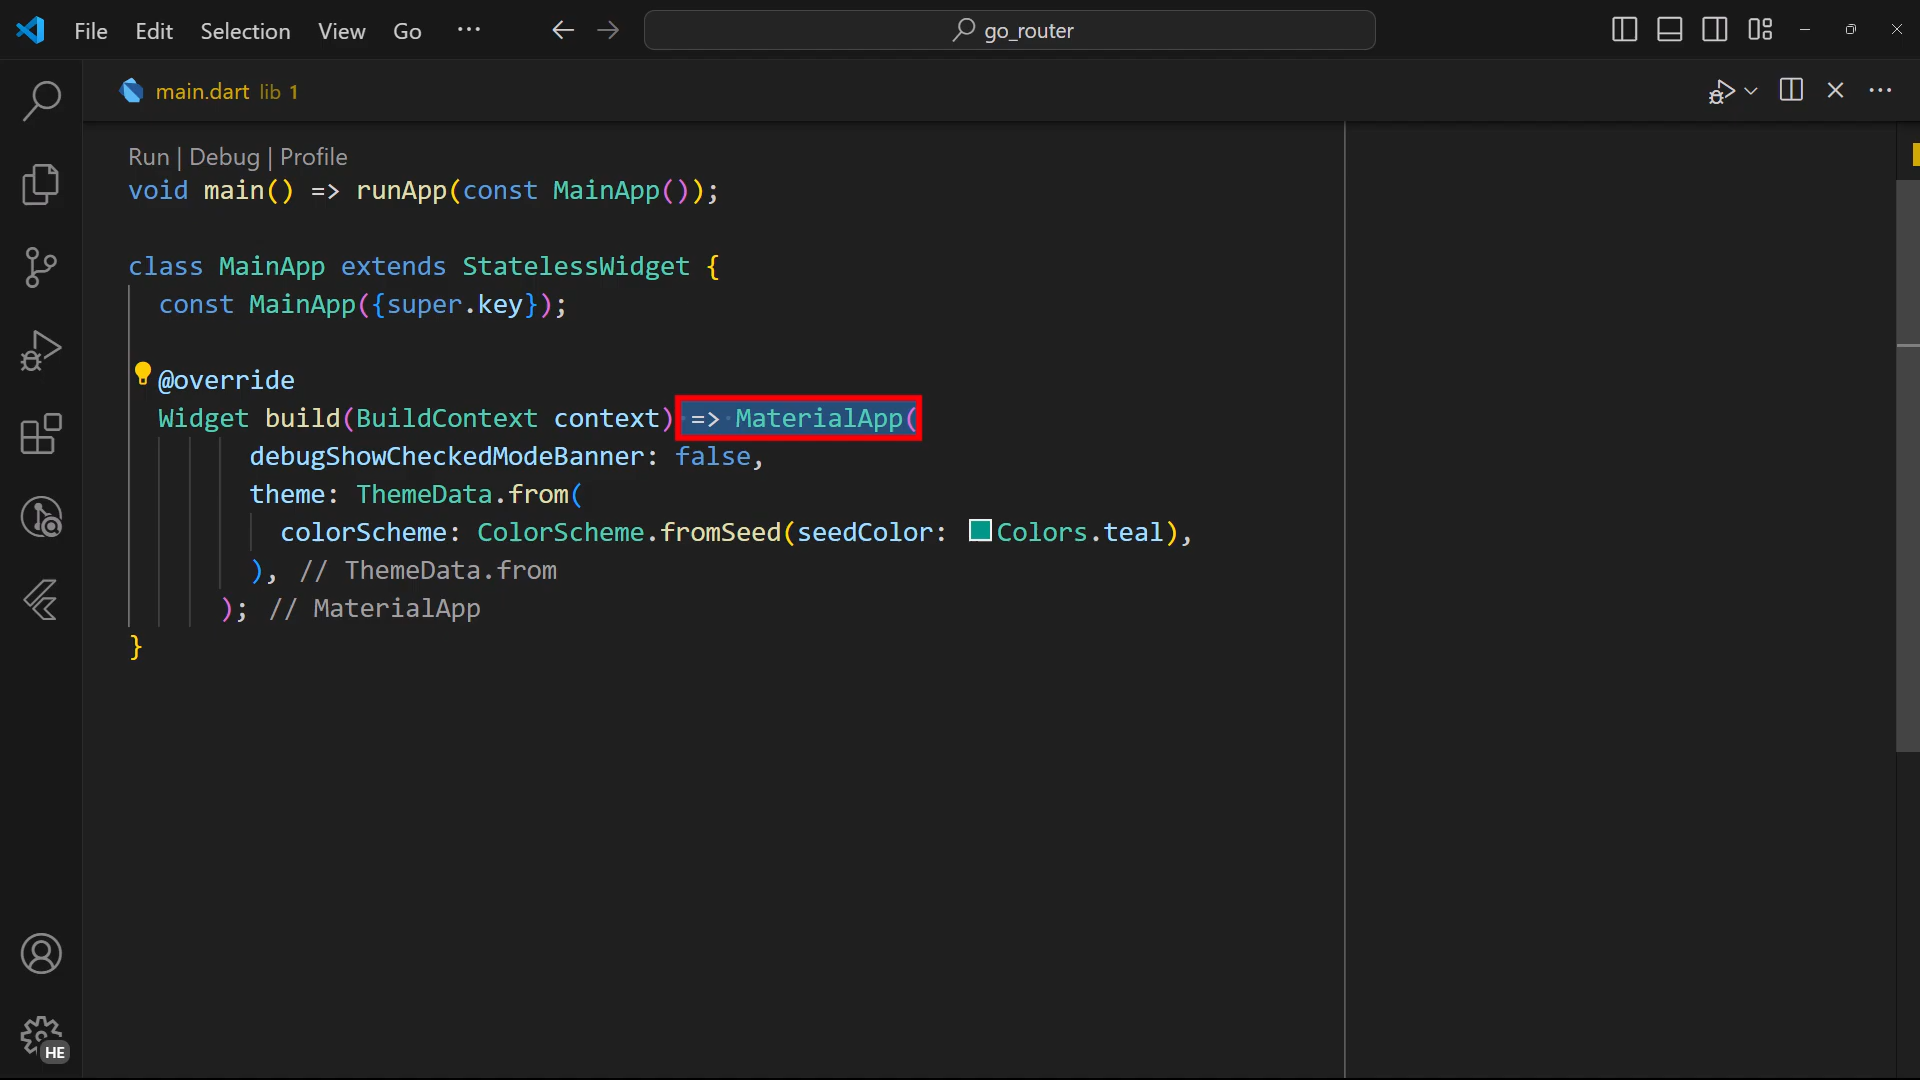 File Edit Selection View Go ···
go_router
main.dart lib 1
Run | Debug | Profile
void main() => runApp(const MainApp());
class MainApp extends StatelessWidget {
const MainApp({super.key});
@override
Widget build(BuildContext context) => MaterialApp(
debugShowCheckedModeBanner: false,
theme: ThemeData.from(
colorScheme: ColorScheme.fromSeed(seedColor: Colors.teal),
), // ThemeData.from
); // MaterialApp
}
HE